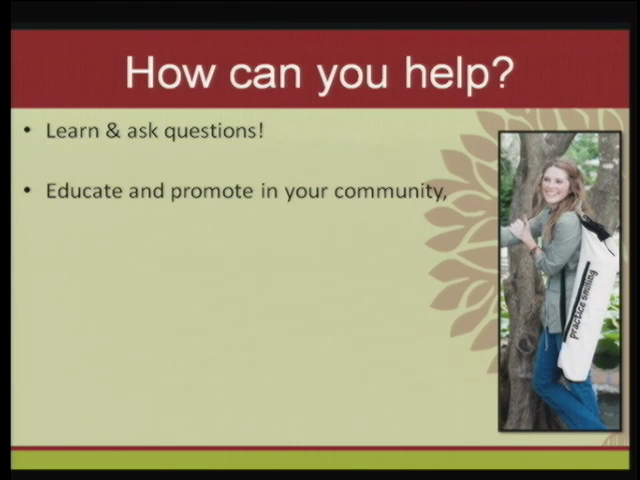 How can you help?
• Learn & ask questions!
• Educate and promote in your community,
practice smiling